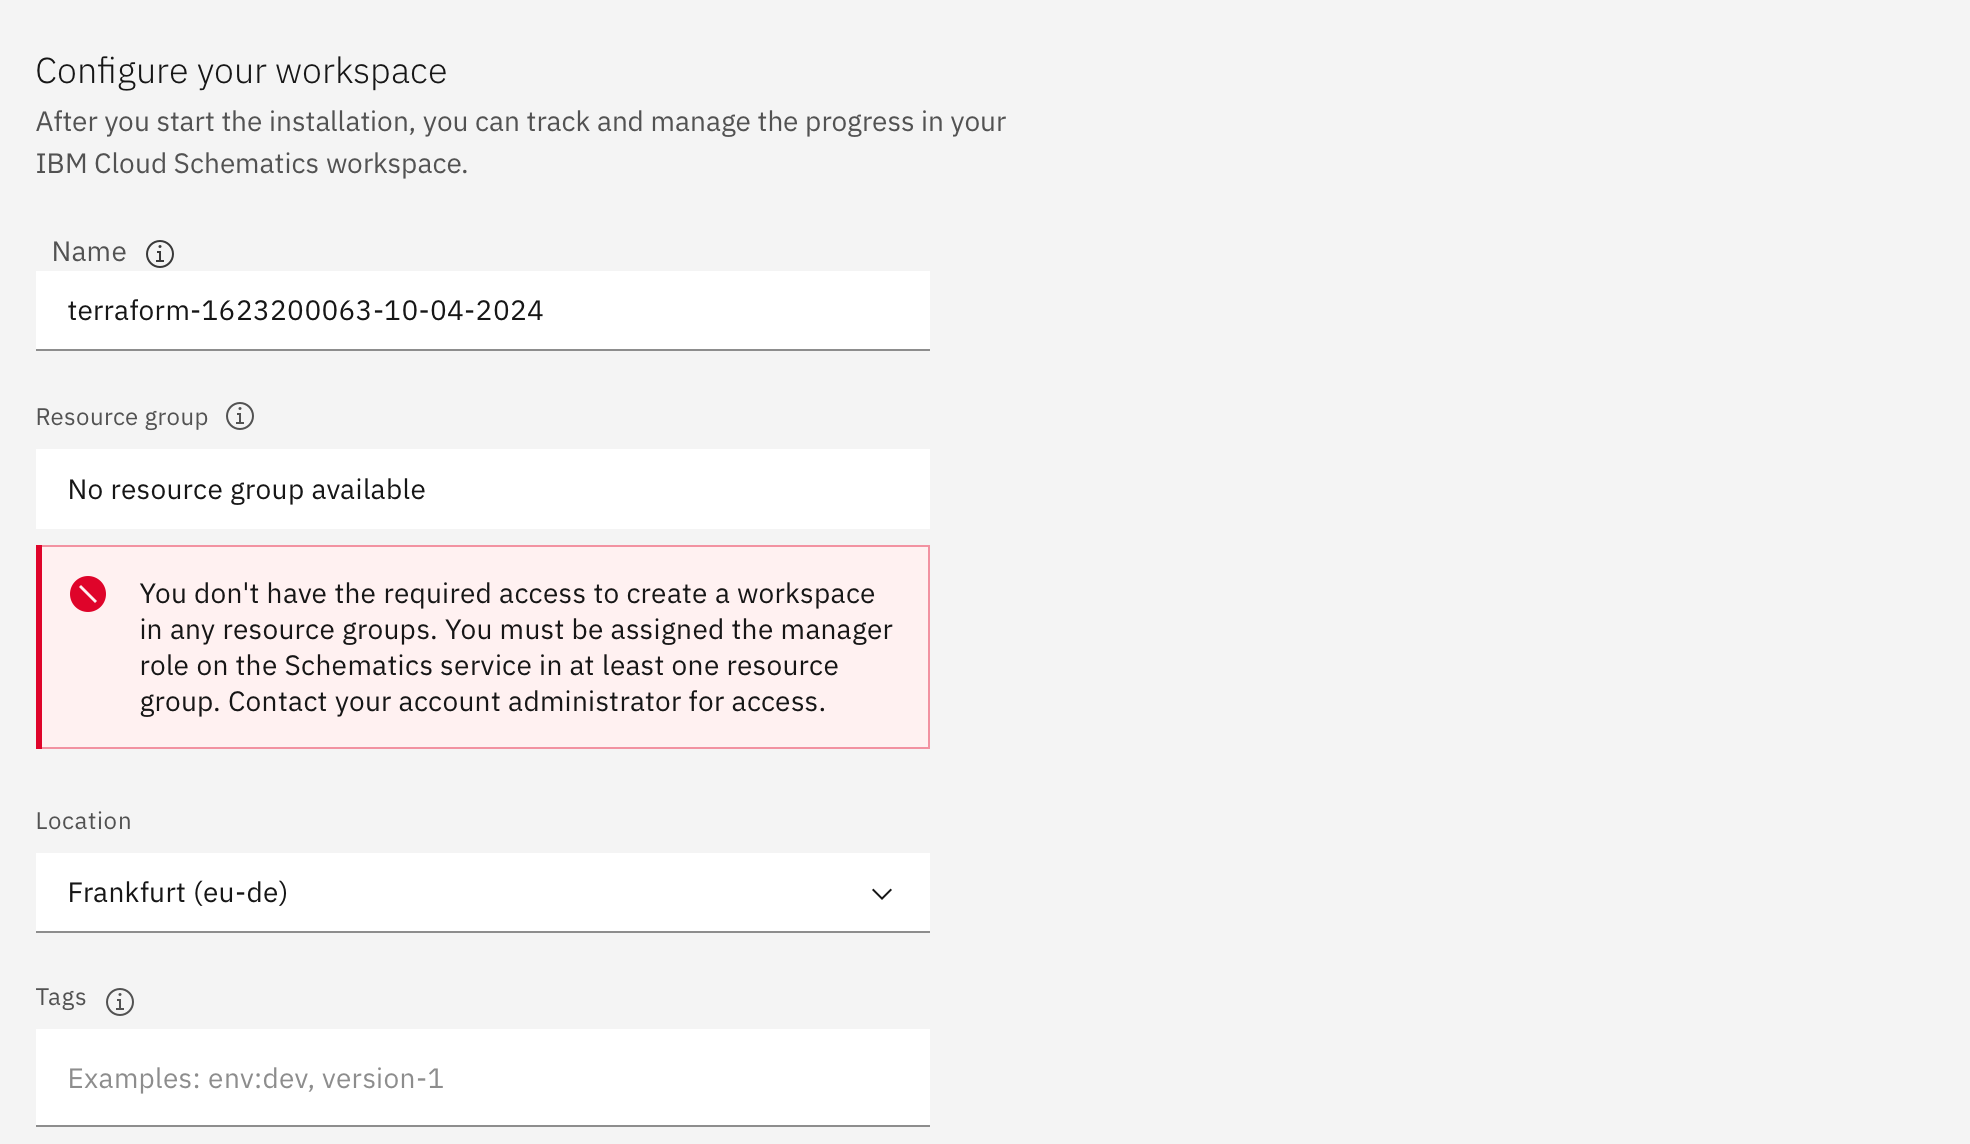 Configure your workspace
After you start the installation, you can track and manage the progress in your
IBM Cloud Schematics workspace.
Name
terraform-1623200063-10-04-2024
Resource group
No resource group available
You don't have the required access to create a workspace
in any resource groups. You must be assigned the manager
role on the Schematics service in at least one resource
group. Contact your account administrator for access.
Location
Frankfurt (eu-de)
Tags
Examples: env:dev, version-1